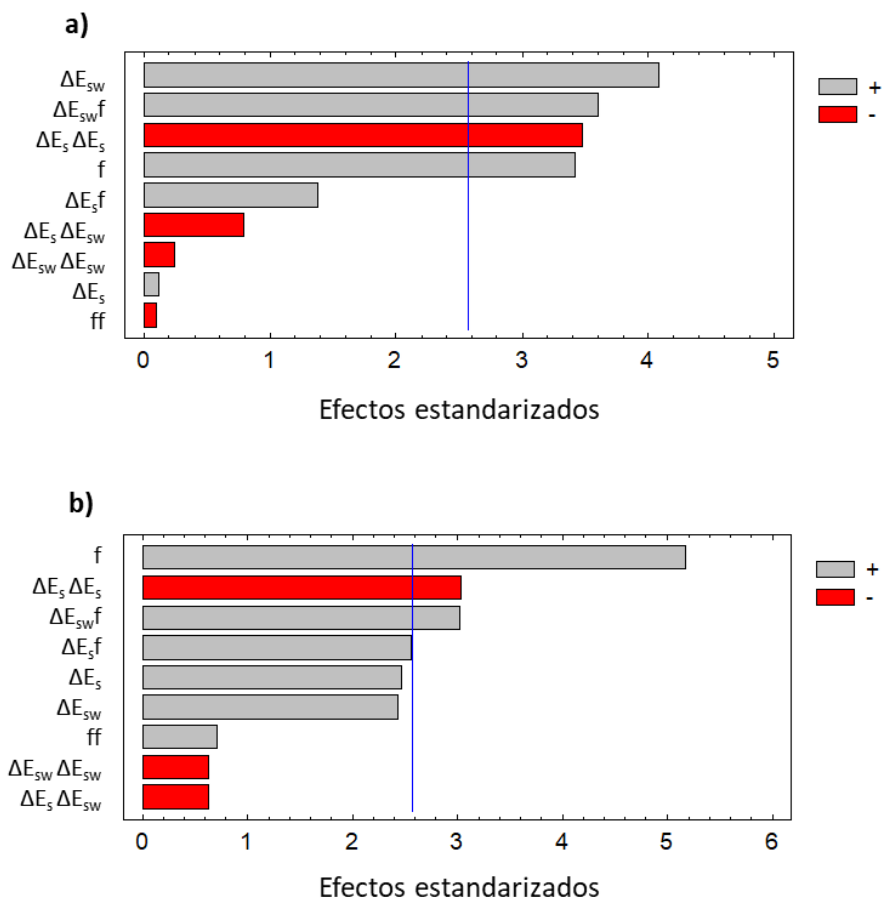 a)
ΔEsw
ΔEswf
ΔEs ΔEs
f
ΔEsf
ΔEs ΔEsw
ΔEsw ΔEsw
ΔEs
ff
+
-
0 1 2 3 4 5
Efectos estandarizados
b)
f
ΔEs ΔEs
ΔEswf
ΔEsf
ΔEs
ΔEsw
ff
ΔEsw ΔEsw
ΔEs ΔEsw
+
-
0 1 2 3 4 5 6
Efectos estandarizados